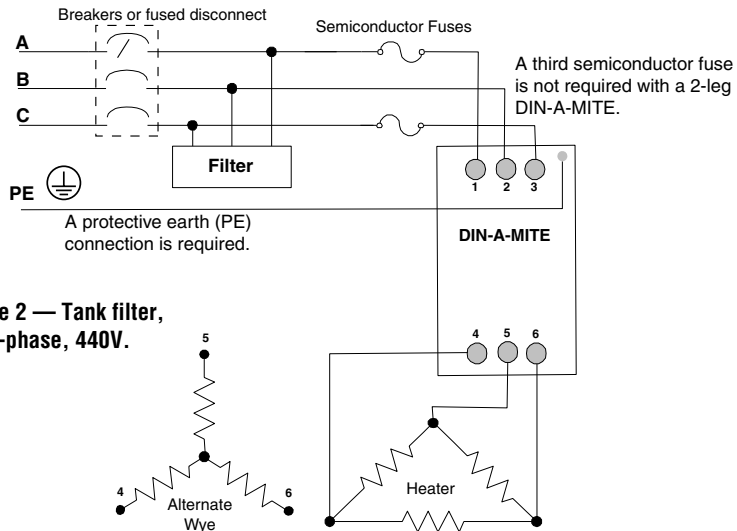 Breakers or fused disconnect
Semiconductor Fuses
A
B
C
A third semiconductor fuse
is not required with a 2-leg
DIN-A-MITE.
Filter
1 2 3
PE
A protective earth (PE)
connection is required.
DIN-A-MITE
e 2 — Tank filter,
-phase, 440V.
4 5 6
5
4
6
Alternate
Wye
Heater